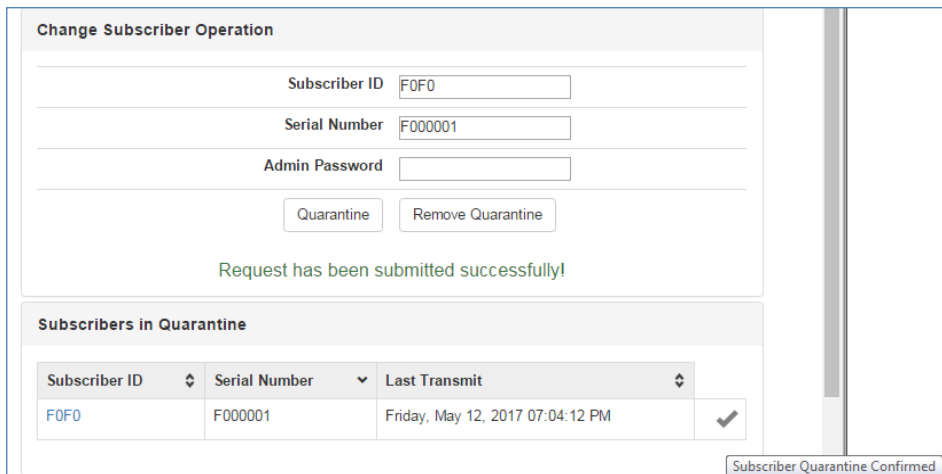 Change Subscriber Operation
Subscriber ID F0F0
Serial Number F000001
Admin Password
Quarantine Remove Quarantine
Request has been submitted successfully!
Subscribers in Quarantine
Subscriber ID Serial Number Last Transmit
F0F0 F000001 Friday, May 12, 2017 07:04:12 PM
Subscriber Quarantine Confirmed